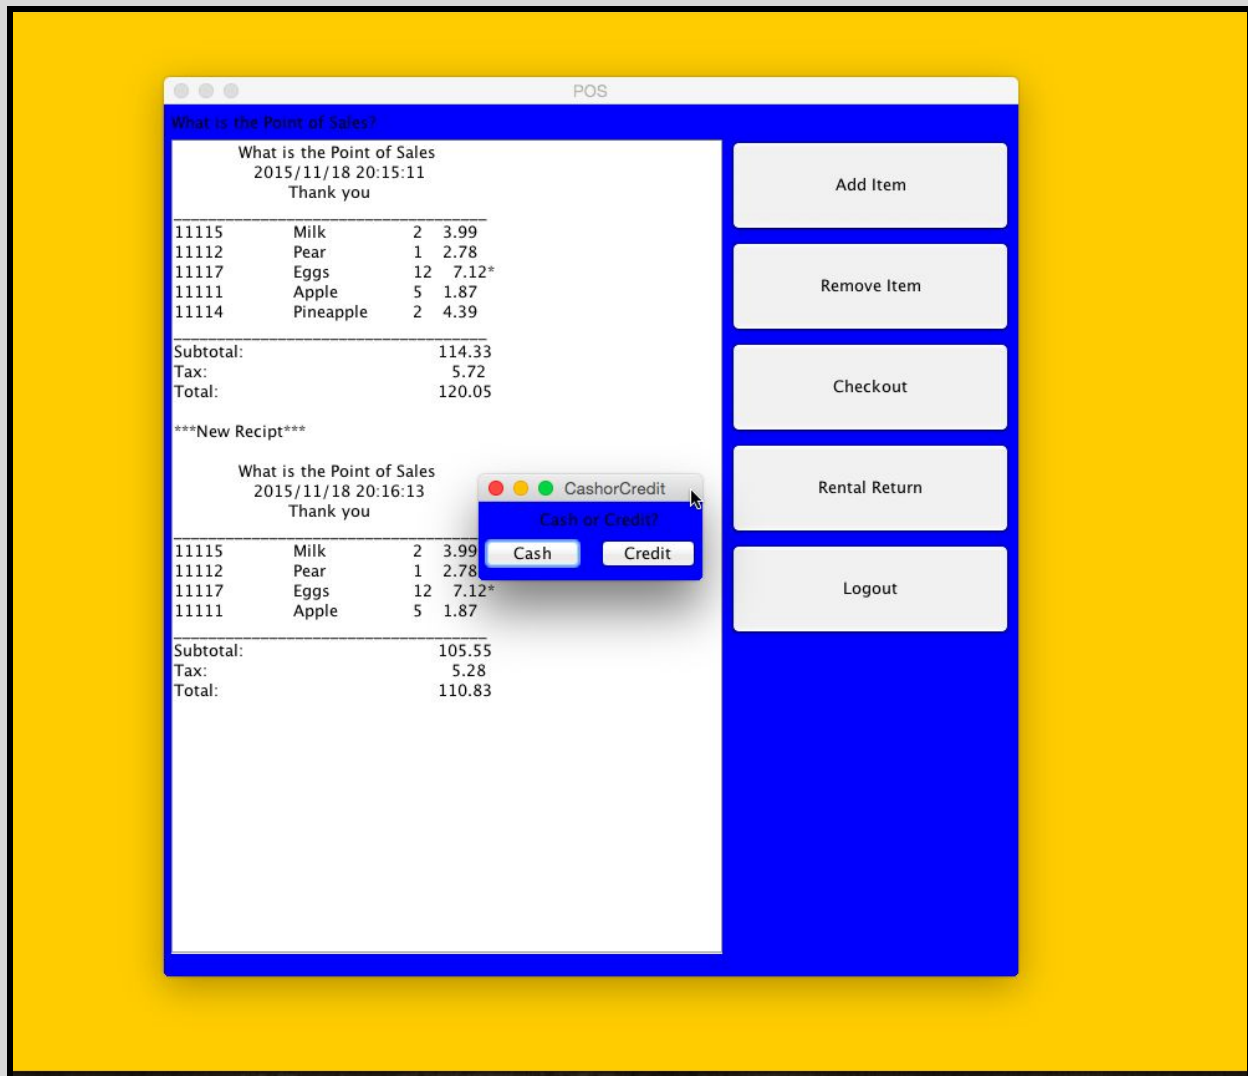 POS
What is the Point of Sales?
What is the Point of Sales
2015/11/18 20:15:11
Thank you
11115 Milk 2 3.99
11112 Pear 1 2.78
11117 Eggs 12 7.12*
11111 Apple 5 1.87
11114 Pineapple 2 4.39
Subtotal: 114.33
Tax: 5.72
Total: 120.05
***New Recipt***
What is the Point of Sales
2015/11/18 20:16:13
Thank you
11115 Milk 2 3.99
11112 Pear 1 2.78
11117 Eggs 12 7.12*
11111 Apple 5 1.87
Subtotal: 105.55
Tax: 5.28
Total: 110.83
CashorCredit
Cash or Credit?
Cash Credit
Add Item
Remove Item
Checkout
Rental Return
Logout